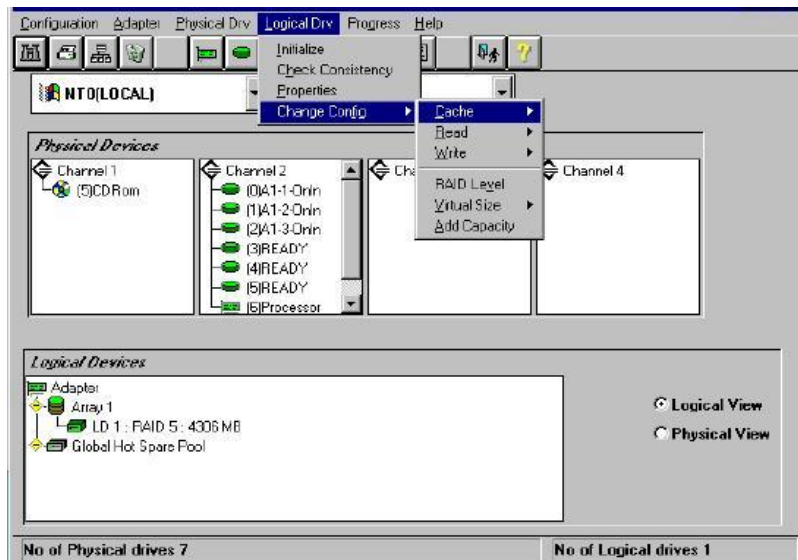 Configuration Adapter Physical Drv Logical Drv Progress Help
Initialize
Check Consistency
Properties
Change Config
NT0(LOCAL)
Cache
Read
Write
RAID Level
Virtual Size
Add Capacity
Physical Devices
Channel 1
(5)CDRom
Channel 2
(0)A1-1-Onln
(1)A1-2-Onln
(2)A1-3-Onln
(3)READY
(4)READY
(5)READY
(6)Processor
Ch
Channel 4
Logical Devices
Adapter
Array 1
LD 1 : RAID 5 : 4306 MB
Global Hot Spare Pool
Logical View
Physical View
No of Physical drives 7
No of Logical drives 1